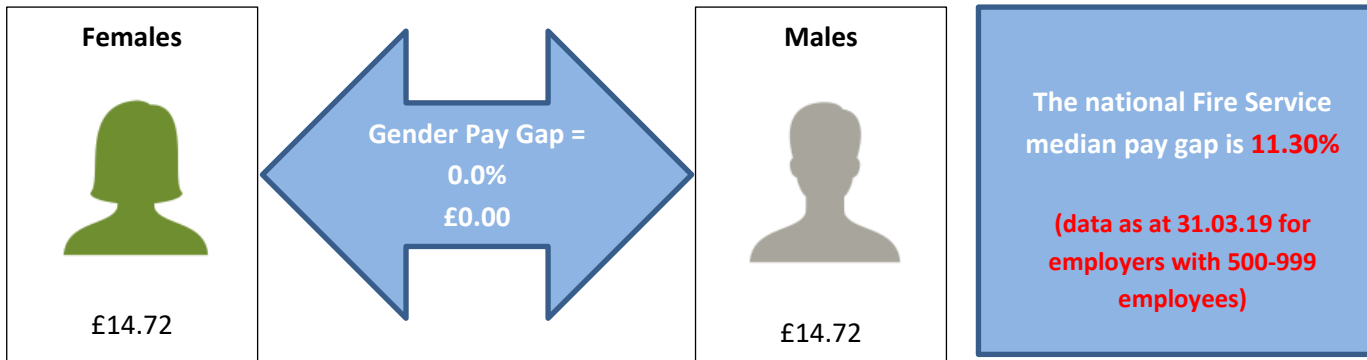 Females
£14.72
Gender Pay Gap =
0.0%
£0.00
Males
£14.72
The national Fire Service
median pay gap is 11.30%
(data as at 31.03.19 for
employers with 500-999
employees)